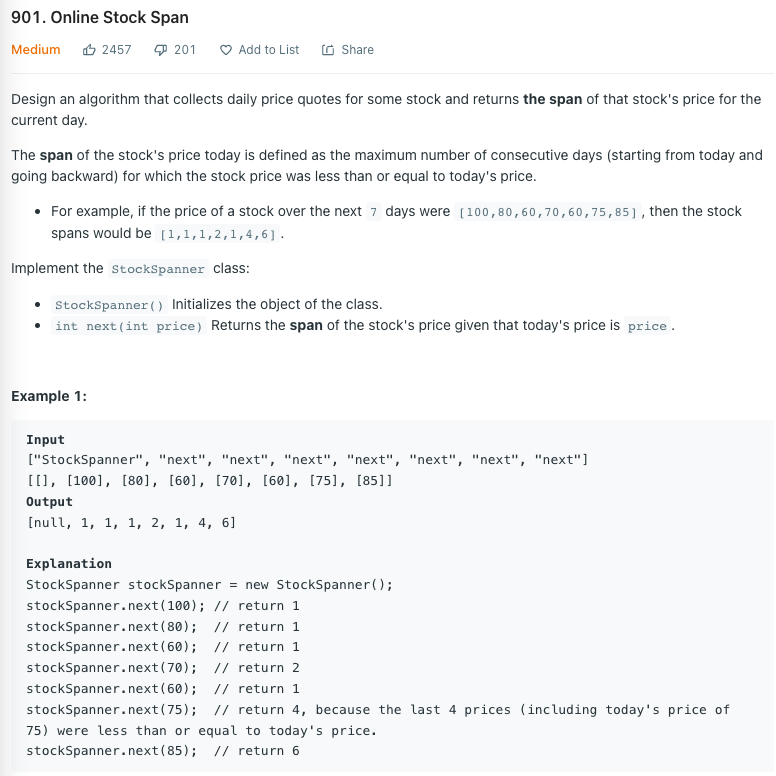 901. Online Stock Span
Medium 2457 201 Add to List Share
Design an algorithm that collects daily price quotes for some stock and returns the span of that stock's price for the
current day.
The span of the stock's price today is defined as the maximum number of consecutive days (starting from today and
going backward) for which the stock price was less than or equal to today's price.
• For example, if the price of a stock over the next 7 days were [100,80,60,70,60,75,85], then the stock
spans would be [1,1,1,2,1,4,6].
Implement the StockSpanner class:
• StockSpanner() Initializes the object of the class.
• int next(int price) Returns the span of the stock's price given that today's price is price.
Example 1:
Input
["StockSpanner", "next", "next", "next", "next", "next", "next", "next"]
[[], [100], [80], [60], [70], [60], [75], [85]]
Output
[null, 1, 1, 1, 2, 1, 4, 6]
Explanation
StockSpanner stockSpanner = new StockSpanner();
stockSpanner.next(100); // return 1
stockSpanner.next(80);  // return 1
stockSpanner.next(60);  // return 1
stockSpanner.next(70);  // return 2
stockSpanner.next(60);  // return 1
stockSpanner.next(75);  // return 4, because the last 4 prices (including today's price of
75) were less than or equal to today's price.
stockSpanner.next(85);  // return 6